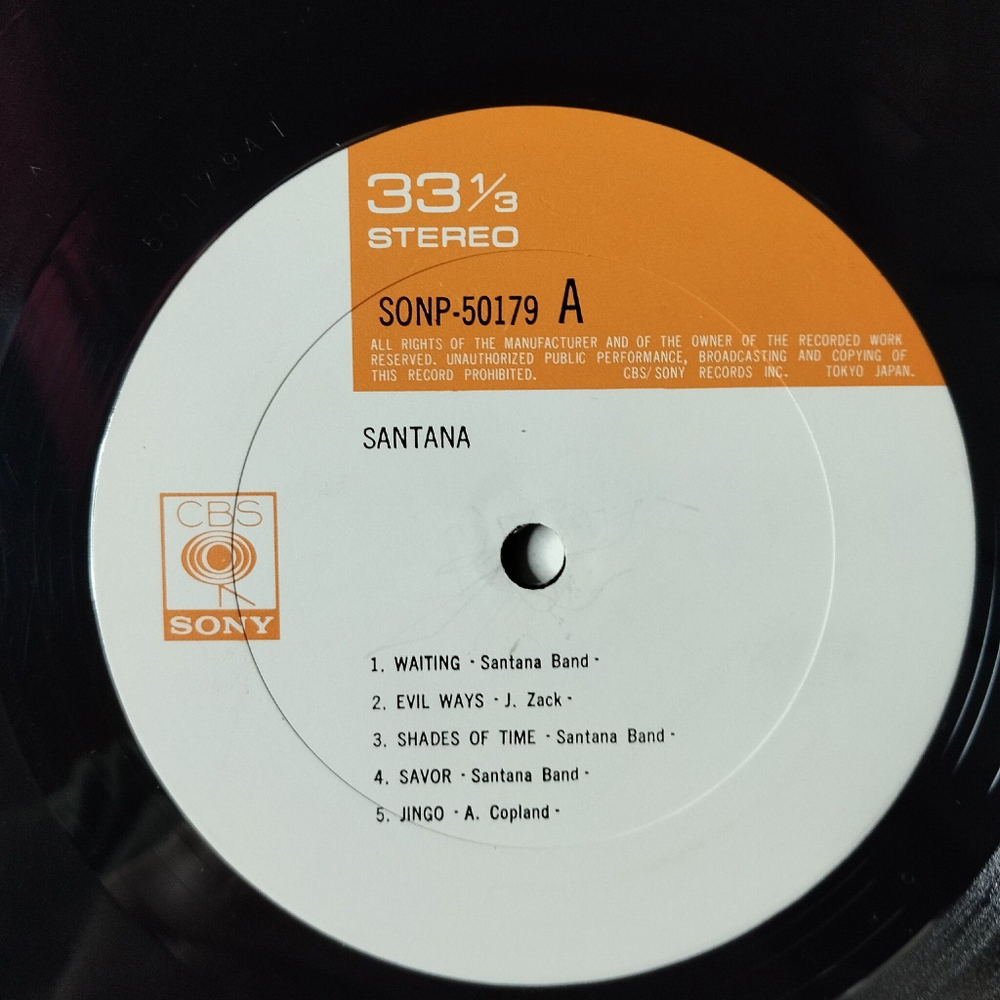 50179A1
33 1/3
STEREO
SONP-50179 A
ALL RIGHTS OF THE MANUFACTURER AND OF THE OWNER OF THE RECORDED WORK
RESERVED. UNAUTHORIZED PUBLIC PERFORMANCE, BROADCASTING AND COPYING OF
THIS RECORD PROHIBITED. CBS/SONY RECORDS INC. TOKYO JAPAN.
SANTANA
CBS
SONY
1. WAITING - Santana Band -
2. EVIL WAYS - J. Zack -
3. SHADES OF TIME - Santana Band -
4. SAVOR - Santana Band -
5. JINGO - A. Copland -